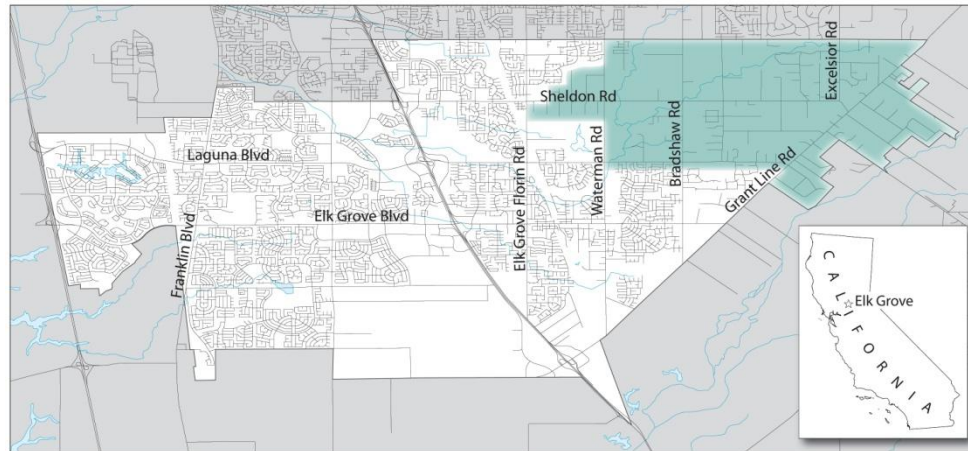 Excelsior Rd
Sheldon Rd
Bradshaw Rd
Waterman Rd
Elk Grove Florin Rd
Grant Line Rd
Laguna Blvd
Elk Grove Blvd
Franklin Blvd
CALIFORNIA
Elk Grove